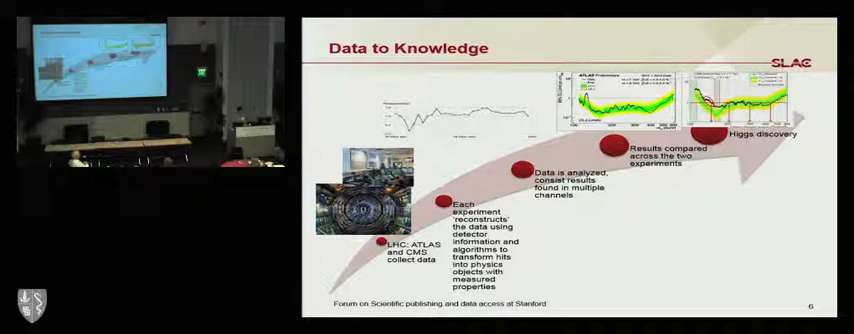 Data to Knowledge
SLAC
ATLAS Preliminary
Results compared
across the two
experiments
Higgs discovery
Data is analyzed,
consist results
found in multiple
channels
Each
experiment
'reconstructs'
the data using
detector
information and
algorithms to
transform hits
into physics
objects with
measured
properties
LHC: ATLAS
and CMS
collect data
Forum on Scientific publishing and data access at Stanford
6